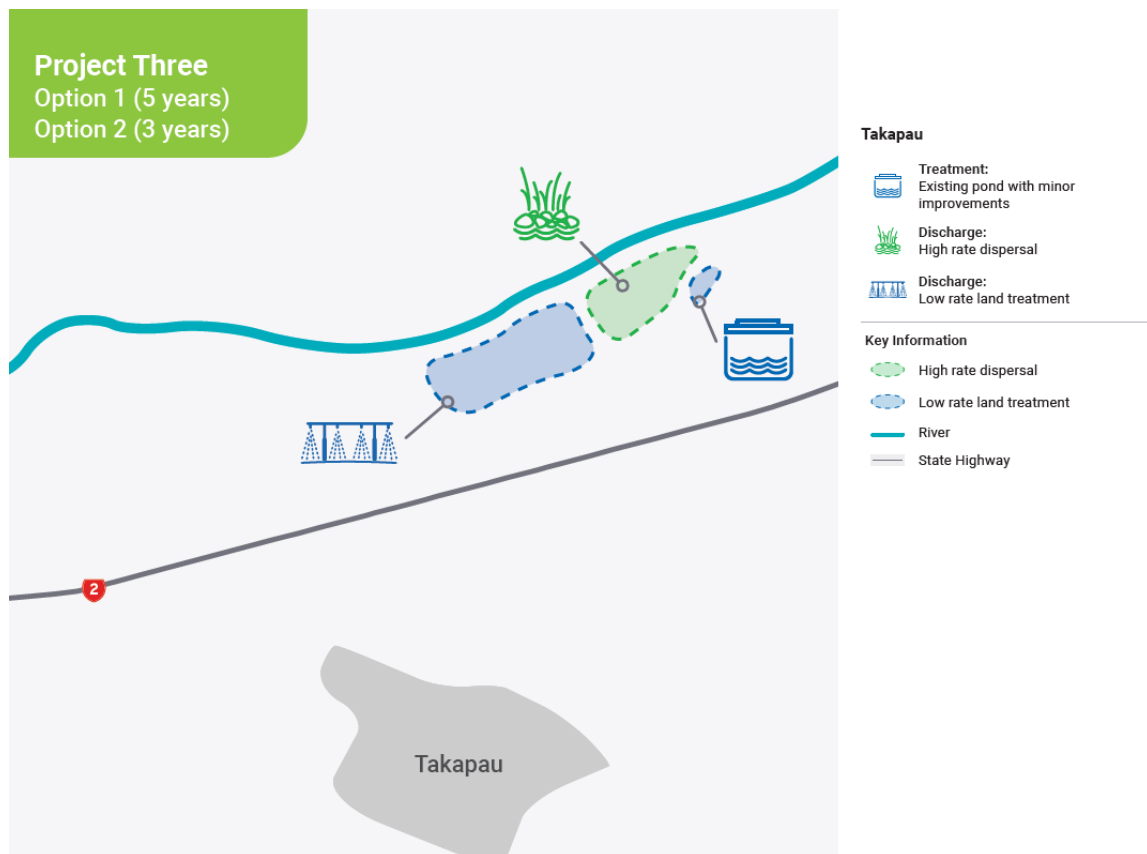 Project Three
Option 1 (5 years)
Option 2 (3 years)
2
Takapau
Takapau
Treatment:
Existing pond with minor
improvements
Discharge:
High rate dispersal
Discharge:
Low rate land treatment
Key Information
High rate dispersal
Low rate land treatment
River
State Highway